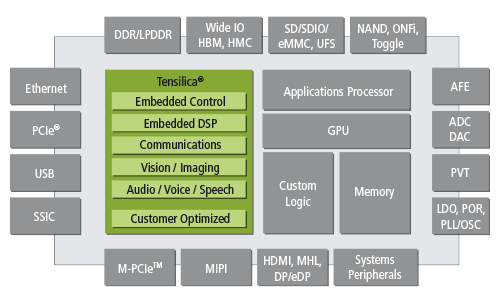 DDR/LPDDR
Wide IO
HBM, HMC
SD/SDIO/
eMMC, UFS
NAND, ONFi,
Toggle
Ethernet
PCIe®
USB
SSIC
Tensilica®
Embedded Control
Embedded DSP
Communications
Vision / Imaging
Audio / Voice / Speech
Customer Optimized
Applications Processor
GPU
Custom
Logic
Memory
AFE
ADC
DAC
PVT
LDO, POR,
PLL/OSC
M-PCIe™
MIPI
HDMI, MHL,
DP/eDP
Systems
Peripherals